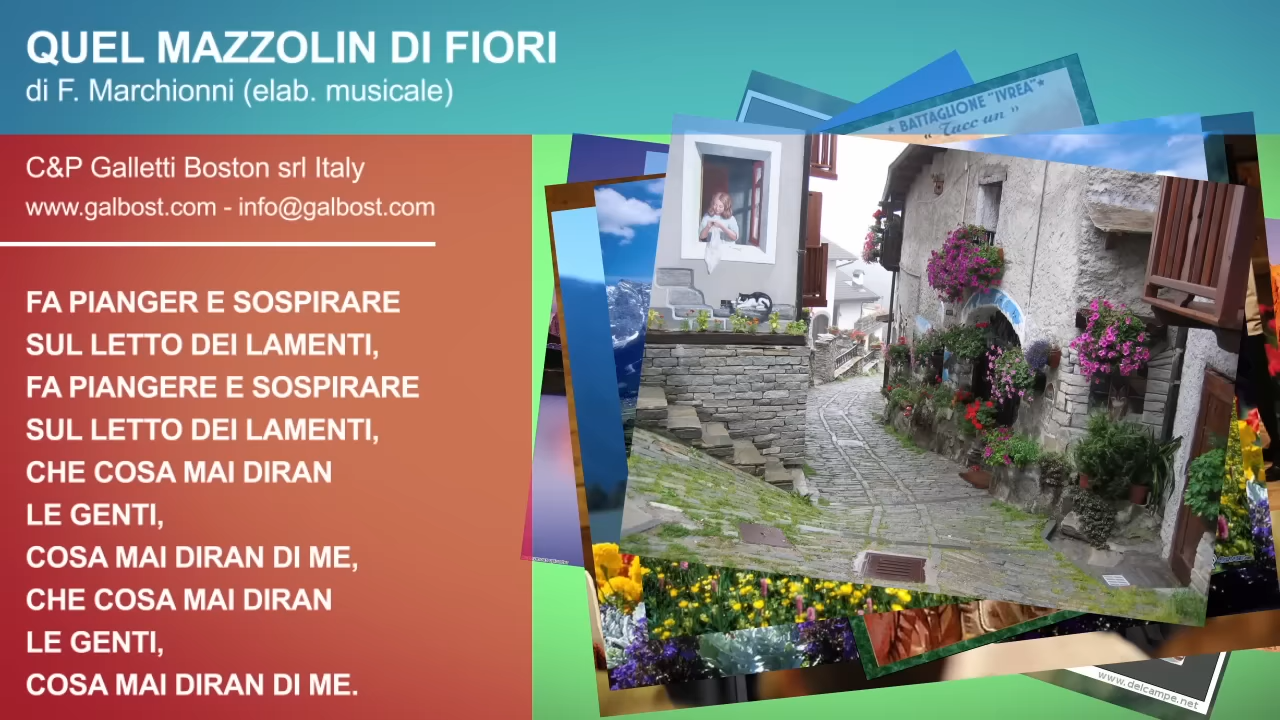 QUEL MAZZOLIN DI FIORI
di F. Marchionni (elab. musicale)
C&P Galletti Boston srl Italy
www.galbost.com - info@galbost.com
FA PIANGER E SOSPIRARE
SUL LETTO DEI LAMENTI,
FA PIANGERE E SOSPIRARE
SUL LETTO DEI LAMENTI,
CHE COSA MAI DIRAN
LE GENTI,
COSA MAI DIRAN DI ME,
CHE COSA MAI DIRAN
LE GENTI,
COSA MAI DIRAN DI ME.
★ BATTAGLIONE "IVREA" ★
« Tucc un »
www.delcampe.net